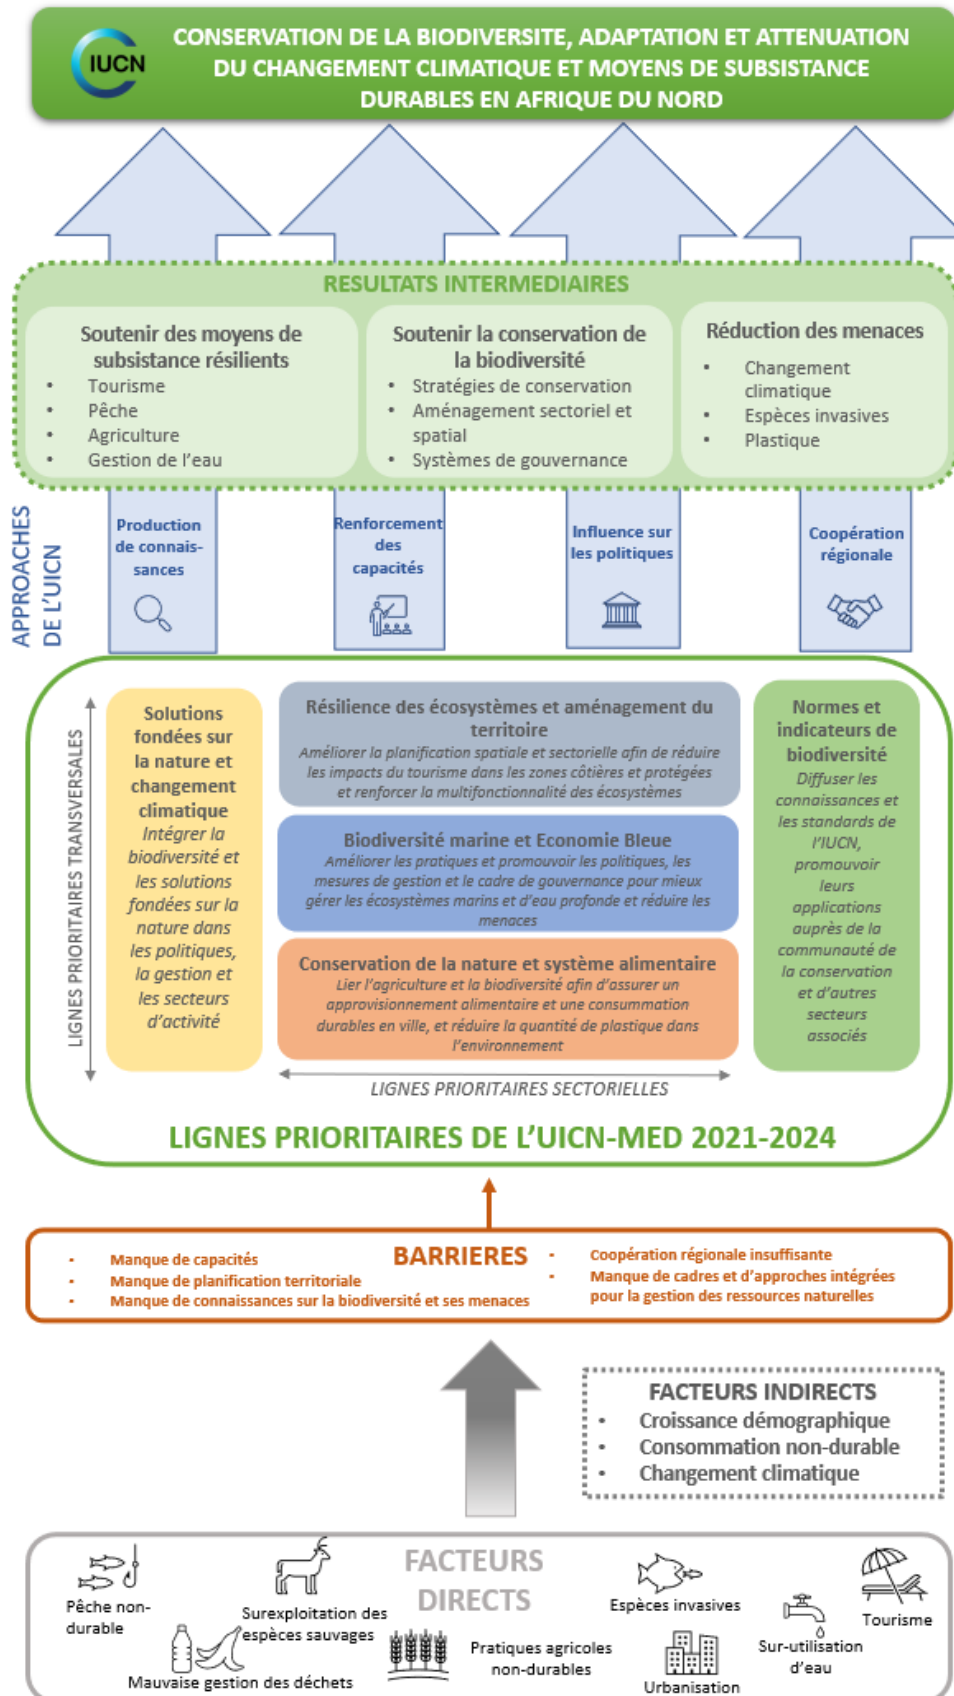 IUCN
CONSERVATION DE LA BIODIVERSITE, ADAPTATION ET ATTENUATION
DU CHANGEMENT CLIMATIQUE ET MOYENS DE SUBSISTANCE
DURABLES EN AFRIQUE DU NORD
RESULTATS INTERMEDIAIRES
Soutenir des moyens de
subsistance résilients
• Tourisme
• Pêche
• Agriculture
• Gestion de l'eau
Soutenir la conservation de
la biodiversité
• Stratégies de conservation
• Aménagement sectoriel et
spatial
• Systèmes de gouvernance
Réduction des menaces
• Changement
climatique
• Espèces invasives
• Plastique
APPROACHES
DE L'UICN
Production
de connais-
sances
Renforcement
des
capacités
Influence sur
les politiques
Coopération
régionale
LIGNES PRIORITAIRES TRANSVERSALES
Solutions
fondées sur
la nature et
changement
climatique
Intégrer la
biodiversité et
les solutions
fondées sur la
nature dans
les politiques,
la gestion et
les secteurs
d'activité
Résilience des écosystèmes et aménagement du
territoire
Améliorer la planification spatiale et sectorielle afin de réduire
les impacts du tourisme dans les zones côtières et protégées
et renforcer la multifonctionnalité des écosystèmes
Biodiversité marine et Economie Bleue
Améliorer les pratiques et promouvoir les politiques, les
mesures de gestion et le cadre de gouvernance pour mieux
gérer les écosystèmes marins et d'eau profonde et réduire les
menaces
Conservation de la nature et système alimentaire
Lier l'agriculture et la biodiversité afin d'assurer un
approvisionnement alimentaire et une consummation
durables en ville, et réduire la quantité de plastique dans
l'environnement
Normes et
indicateurs de
biodiversité
Diffuser les
connaissances et
les standards de
l'IUCN,
promouvoir
leurs
applications
auprès de la
communauté de
la conservation
et d'autres
secteurs
associés
LIGNES PRIORITAIRES SECTORIELLES
LIGNES PRIORITAIRES DE L'UICN-MED 2021-2024
BARRIERES
• Manque de capacités
• Manque de planification territoriale
• Manque de connaissances sur la biodiversité et ses menaces
• Coopération régionale insuffisante
• Manque de cadres et d'approches intégrées
pour la gestion des ressources naturelles
FACTEURS INDIRECTS
• Croissance démographique
• Consommation non-durable
• Changement climatique
FACTEURS
DIRECTS
Pêche non-
durable
Surexploitation des
espèces sauvages
Mauvaise gestion des déchets
Pratiques agricoles
non-durables
Espèces invasives
Urbanisation
Sur-utilisation
d'eau
Tourisme